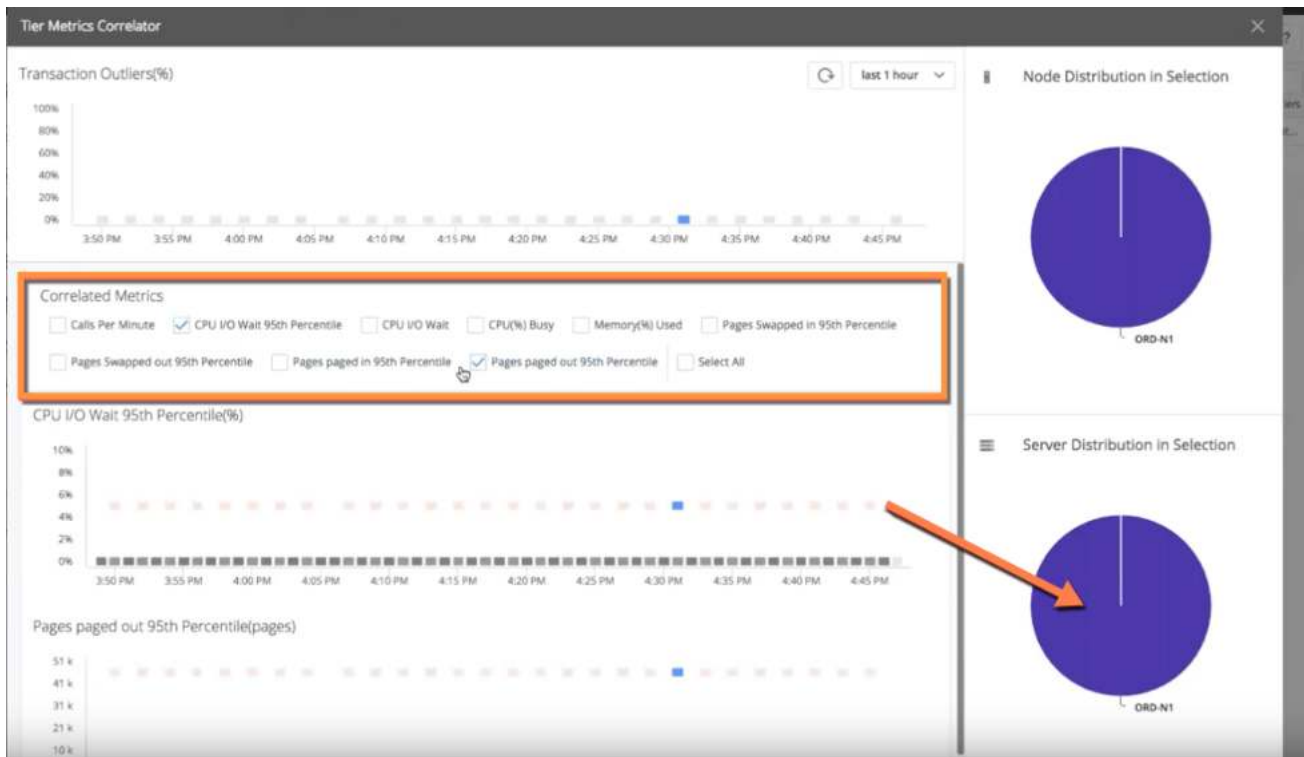 Tier Metrics Correlator
Transaction Outliers(%)
last 1 hour
100%
80%
60%
40%
20%
0%
3:50 PM 3:55 PM 4:00 PM 4:05 PM 4:10 PM 4:15 PM 4:20 PM 4:25 PM 4:30 PM 4:35 PM 4:40 PM 4:45 PM
Correlated Metrics
Calls Per Minute CPU I/O Wait 95th Percentile CPU I/O Wait CPU(%) Busy Memory(%) Used Pages Swapped in 95th Percentile
Pages Swapped out 95th Percentile Pages paged in 95th Percentile Pages paged out 95th Percentile Select All
CPU I/O Wait 95th Percentile(%)
10%
8%
6%
4%
2%
0%
3:50 PM 3:55 PM 4:00 PM 4:05 PM 4:10 PM 4:15 PM 4:20 PM 4:25 PM 4:30 PM 4:35 PM 4:40 PM 4:45 PM
Pages paged out 95th Percentile(pages)
51 k
41 k
31 k
21 k
10 k
Node Distribution in Selection
ORD-N1
Server Distribution in Selection
ORD-N1
?